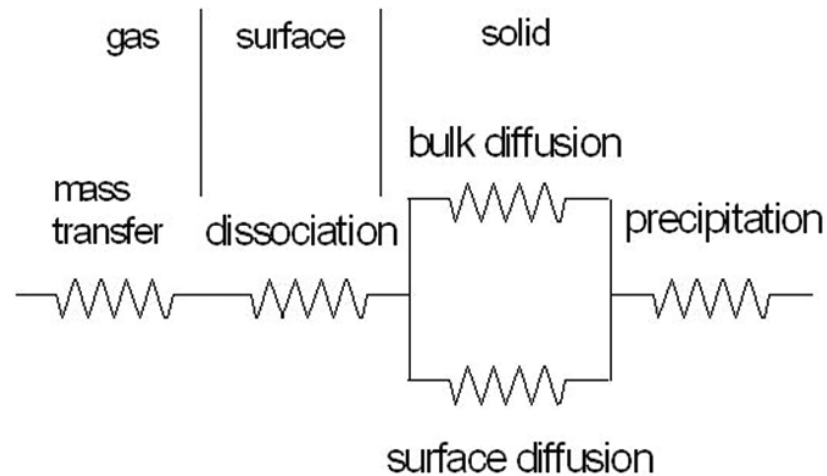 gas
surface
solid
bulk diffusion
mass
transfer
dissociation
precipitation
surface diffusion